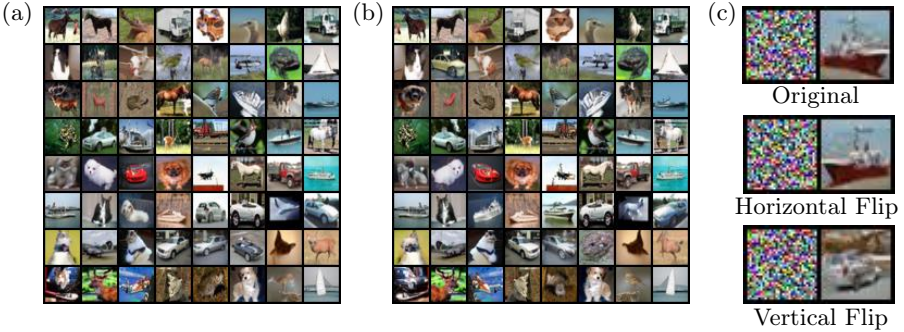 (a)
(b)
(c)
Original
Horizontal Flip
Vertical Flip